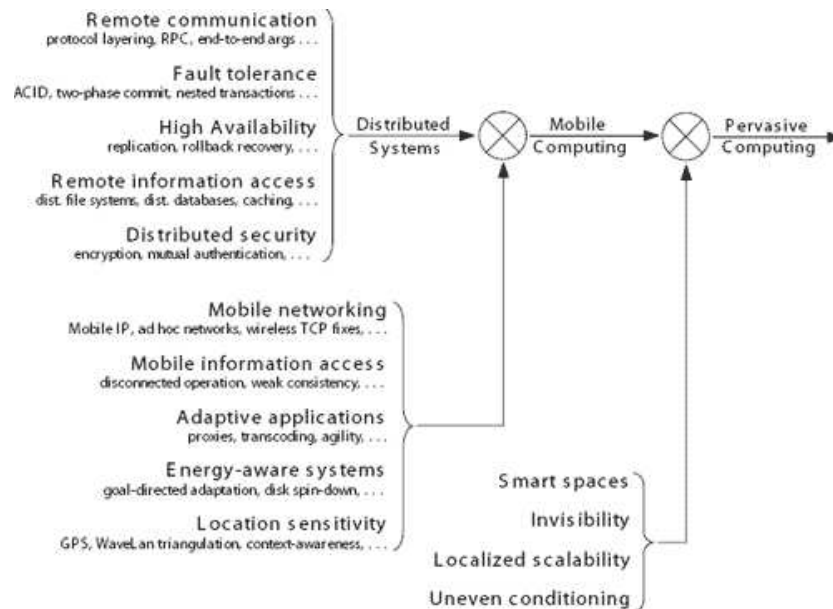 Remote communication
protocol layering, RPC, end-to-end args . . .
Fault tolerance
ACID, two-phase commit, nested transactions . . .
High Availability
replication, rollback recovery, . . .
Remote information access
dist. file systems, dist. databases, caching, . . .
Distributed security
encryption, mutual authentication, . . .
Distributed
Systems
Mobile
Computing
Pervasive
Computing
Mobile networking
Mobile IP, ad hoc networks, wireless TCP fixes, . . .
Mobile information access
disconnected operation, weak consistency, . . .
Adaptive applications
proxies, transcoding, agility, . . .
Energy-aware systems
goal-directed adaptation, disk spin-down, . . .
Location sensitivity
GPS, WaveLan triangulation, context-awareness, . . .
Smart spaces
Invisibility
Localized scalability
Uneven conditioning